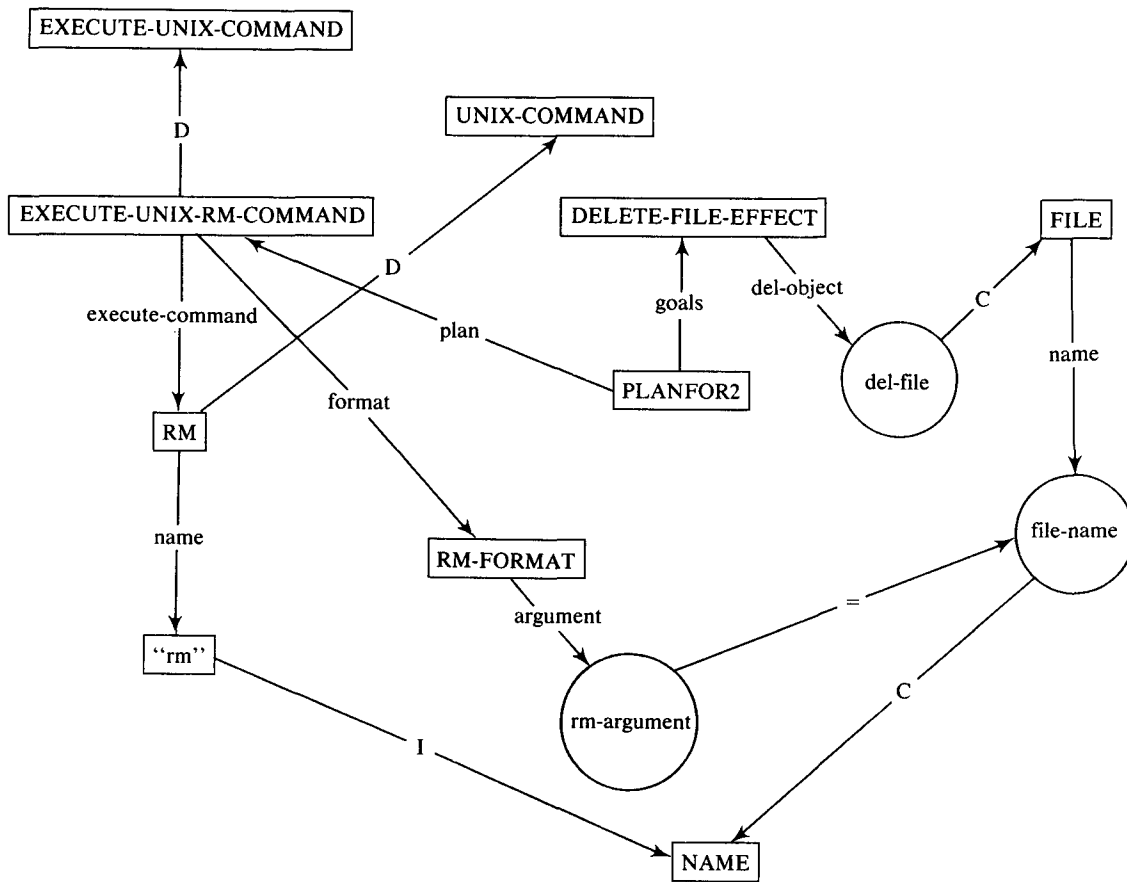 EXECUTE-UNIX-COMMAND
UNIX-COMMAND
D
EXECUTE-UNIX-RM-COMMAND
DELETE-FILE-EFFECT
FILE
D
del-object
C
goals
execute-command
plan
name
PLANFOR2
del-file
format
RM
name
file-name
RM-FORMAT
=
argument
“rm”
C
rm-argument
I
NAME